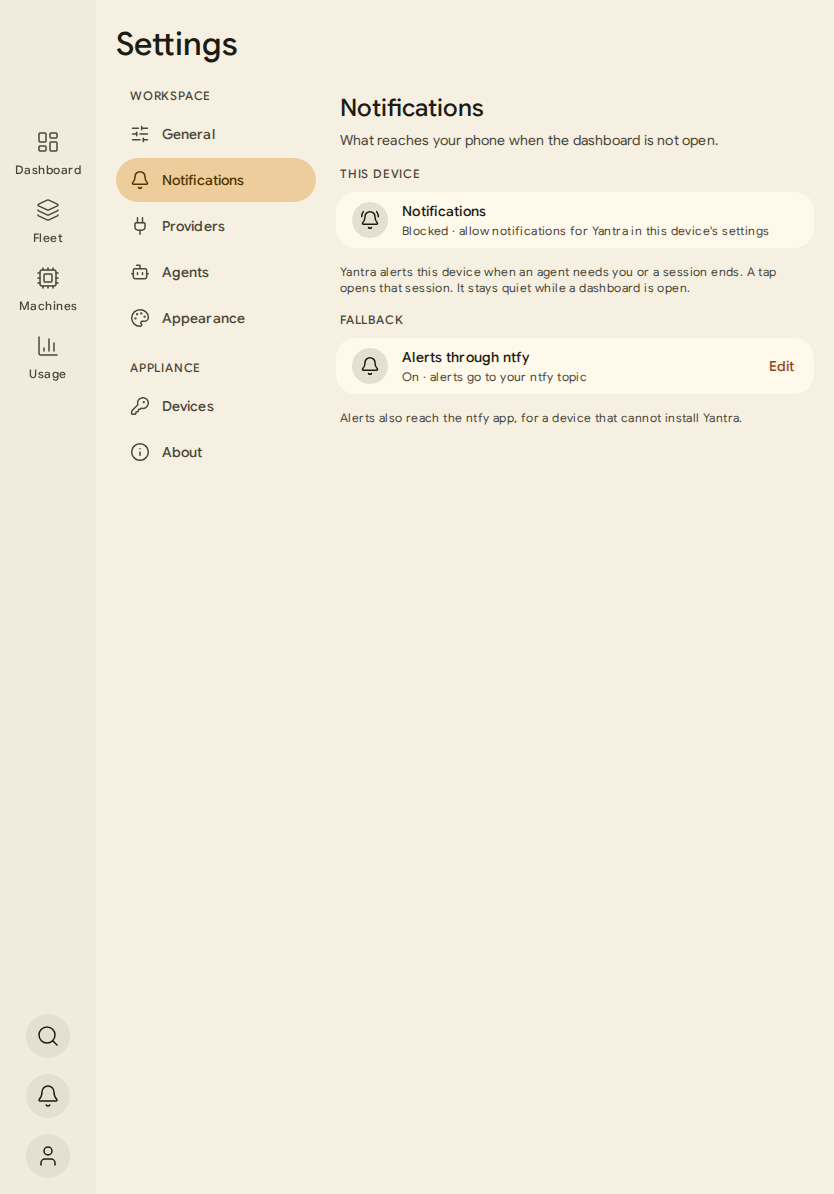 Settings
Dashboard
Fleet
Machines
Usage
WORKSPACE
General
Notifications
Providers
Agents
Appearance
APPLIANCE
Devices
About
Notifications
What reaches your phone when the dashboard is not open.
THIS DEVICE
Notifications
Blocked · allow notifications for Yantra in this device's settings
Yantra alerts this device when an agent needs you or a session ends. A tap
opens that session. It stays quiet while a dashboard is open.
FALLBACK
Alerts through ntfy
On · alerts go to your ntfy topic
Edit
Alerts also reach the ntfy app, for a device that cannot install Yantra.